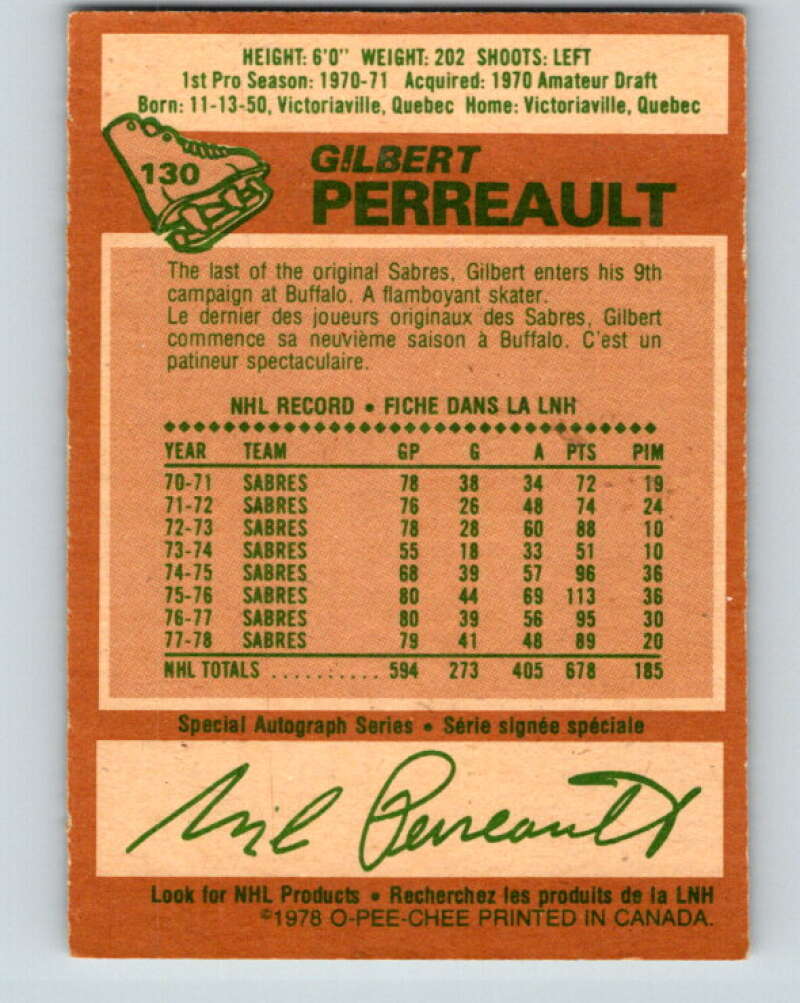 HEIGHT: 6'0" WEIGHT: 202 SHOOTS: LEFT
1st Pro Season: 1970-71 Acquired: 1970 Amateur Draft
Born: 11-13-50, Victoriaville, Quebec Home: Victoriaville, Quebec
130
GILBERT
PERREAULT
The last of the original Sabres, Gilbert enters his 9th
campaign at Buffalo. A flamboyant skater.
Le dernier des joueurs originaux des Sabres, Gilbert
commence sa neuvième saison à Buffalo. C'est un
patineur spectaculaire.
NHL RECORD • FICHE DANS LA LNH
YEAR TEAM GP G A PTS PIM
70-71 SABRES 78 38 34 72 19
71-72 SABRES 76 26 48 74 24
72-73 SABRES 78 28 60 88 10
73-74 SABRES 55 18 33 51 10
74-75 SABRES 68 39 57 96 36
75-76 SABRES 80 44 69 113 36
76-77 SABRES 80 39 56 95 30
77-78 SABRES 79 41 48 89 20
NHL TOTALS .......... 594 273 405 678 185
Special Autograph Series • Série signée spéciale
Gil Perreault
Look for NHL Products • Recherchez les produits de la LNH
©1978 O-PEE-CHEE PRINTED IN CANADA.